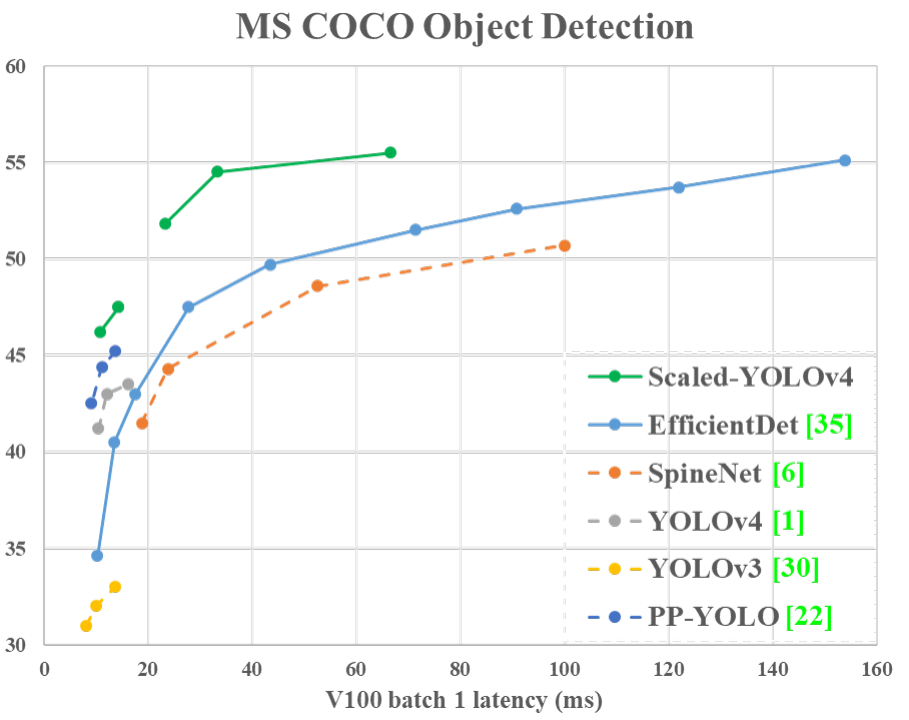 MS COCO Object Detection
60
55
50
45
40
35
30
0 20 40 60 80 100 120 140 160
V100 batch 1 latency (ms)
Scaled-YOLOv4
EfficientDet [35]
SpineNet [6]
YOLOv4 [1]
YOLOv3 [30]
PP-YOLO [22]